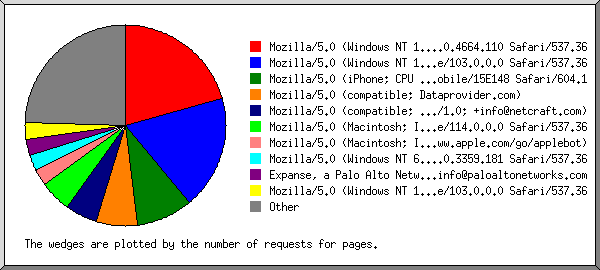 Mozilla/5.0 (Windows NT 1....0.4664.110 Safari/537.36
Mozilla/5.0 (Windows NT 1...e/103.0.0.0 Safari/537.36
Mozilla/5.0 (iPhone; CPU ...obile/15E148 Safari/604.1
Mozilla/5.0 (compatible; Dataprovider.com)
Mozilla/5.0 (compatible; .../1.0; +info@netcraft.com)
Mozilla/5.0 (Macintosh; I...e/114.0.0.0 Safari/537.36
Mozilla/5.0 (Macintosh; I...ww.apple.com/go/applebot)
Mozilla/5.0 (Windows NT 6....0.3359.181 Safari/537.36
Expanse, a Palo Alto Netw...info@paloaltonetworks.com
Mozilla/5.0 (Windows NT 1...e/103.0.0.0 Safari/537.36
Other
The wedges are plotted by the number of requests for pages.